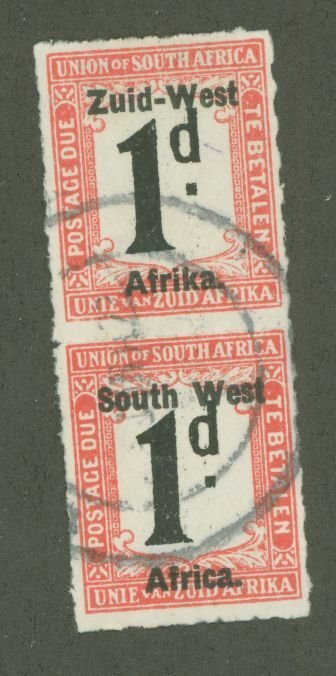 UNION OF SOUTH AFRICA
Zuid-West
POSTAGE DUE
1d.
TE BETALEN
Afrika.
UNIE VAN ZUID AFRIKA
UNION OF SOUTH AFRICA
South West
POSTAGE DUE
1d.
TE BETALEN
Africa.
UNIE VAN ZUID AFRIKA